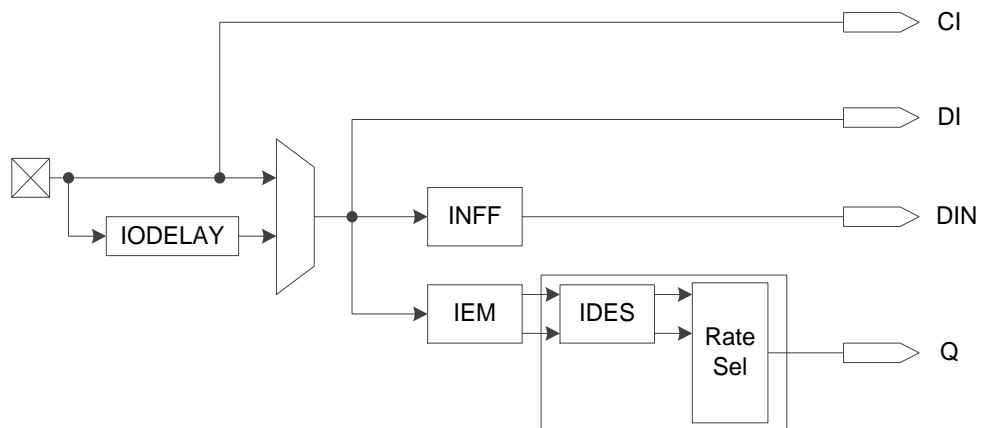 CI
DI
INFF
DIN
IODELAY
IEM
IDES
Rate
Sel
Q